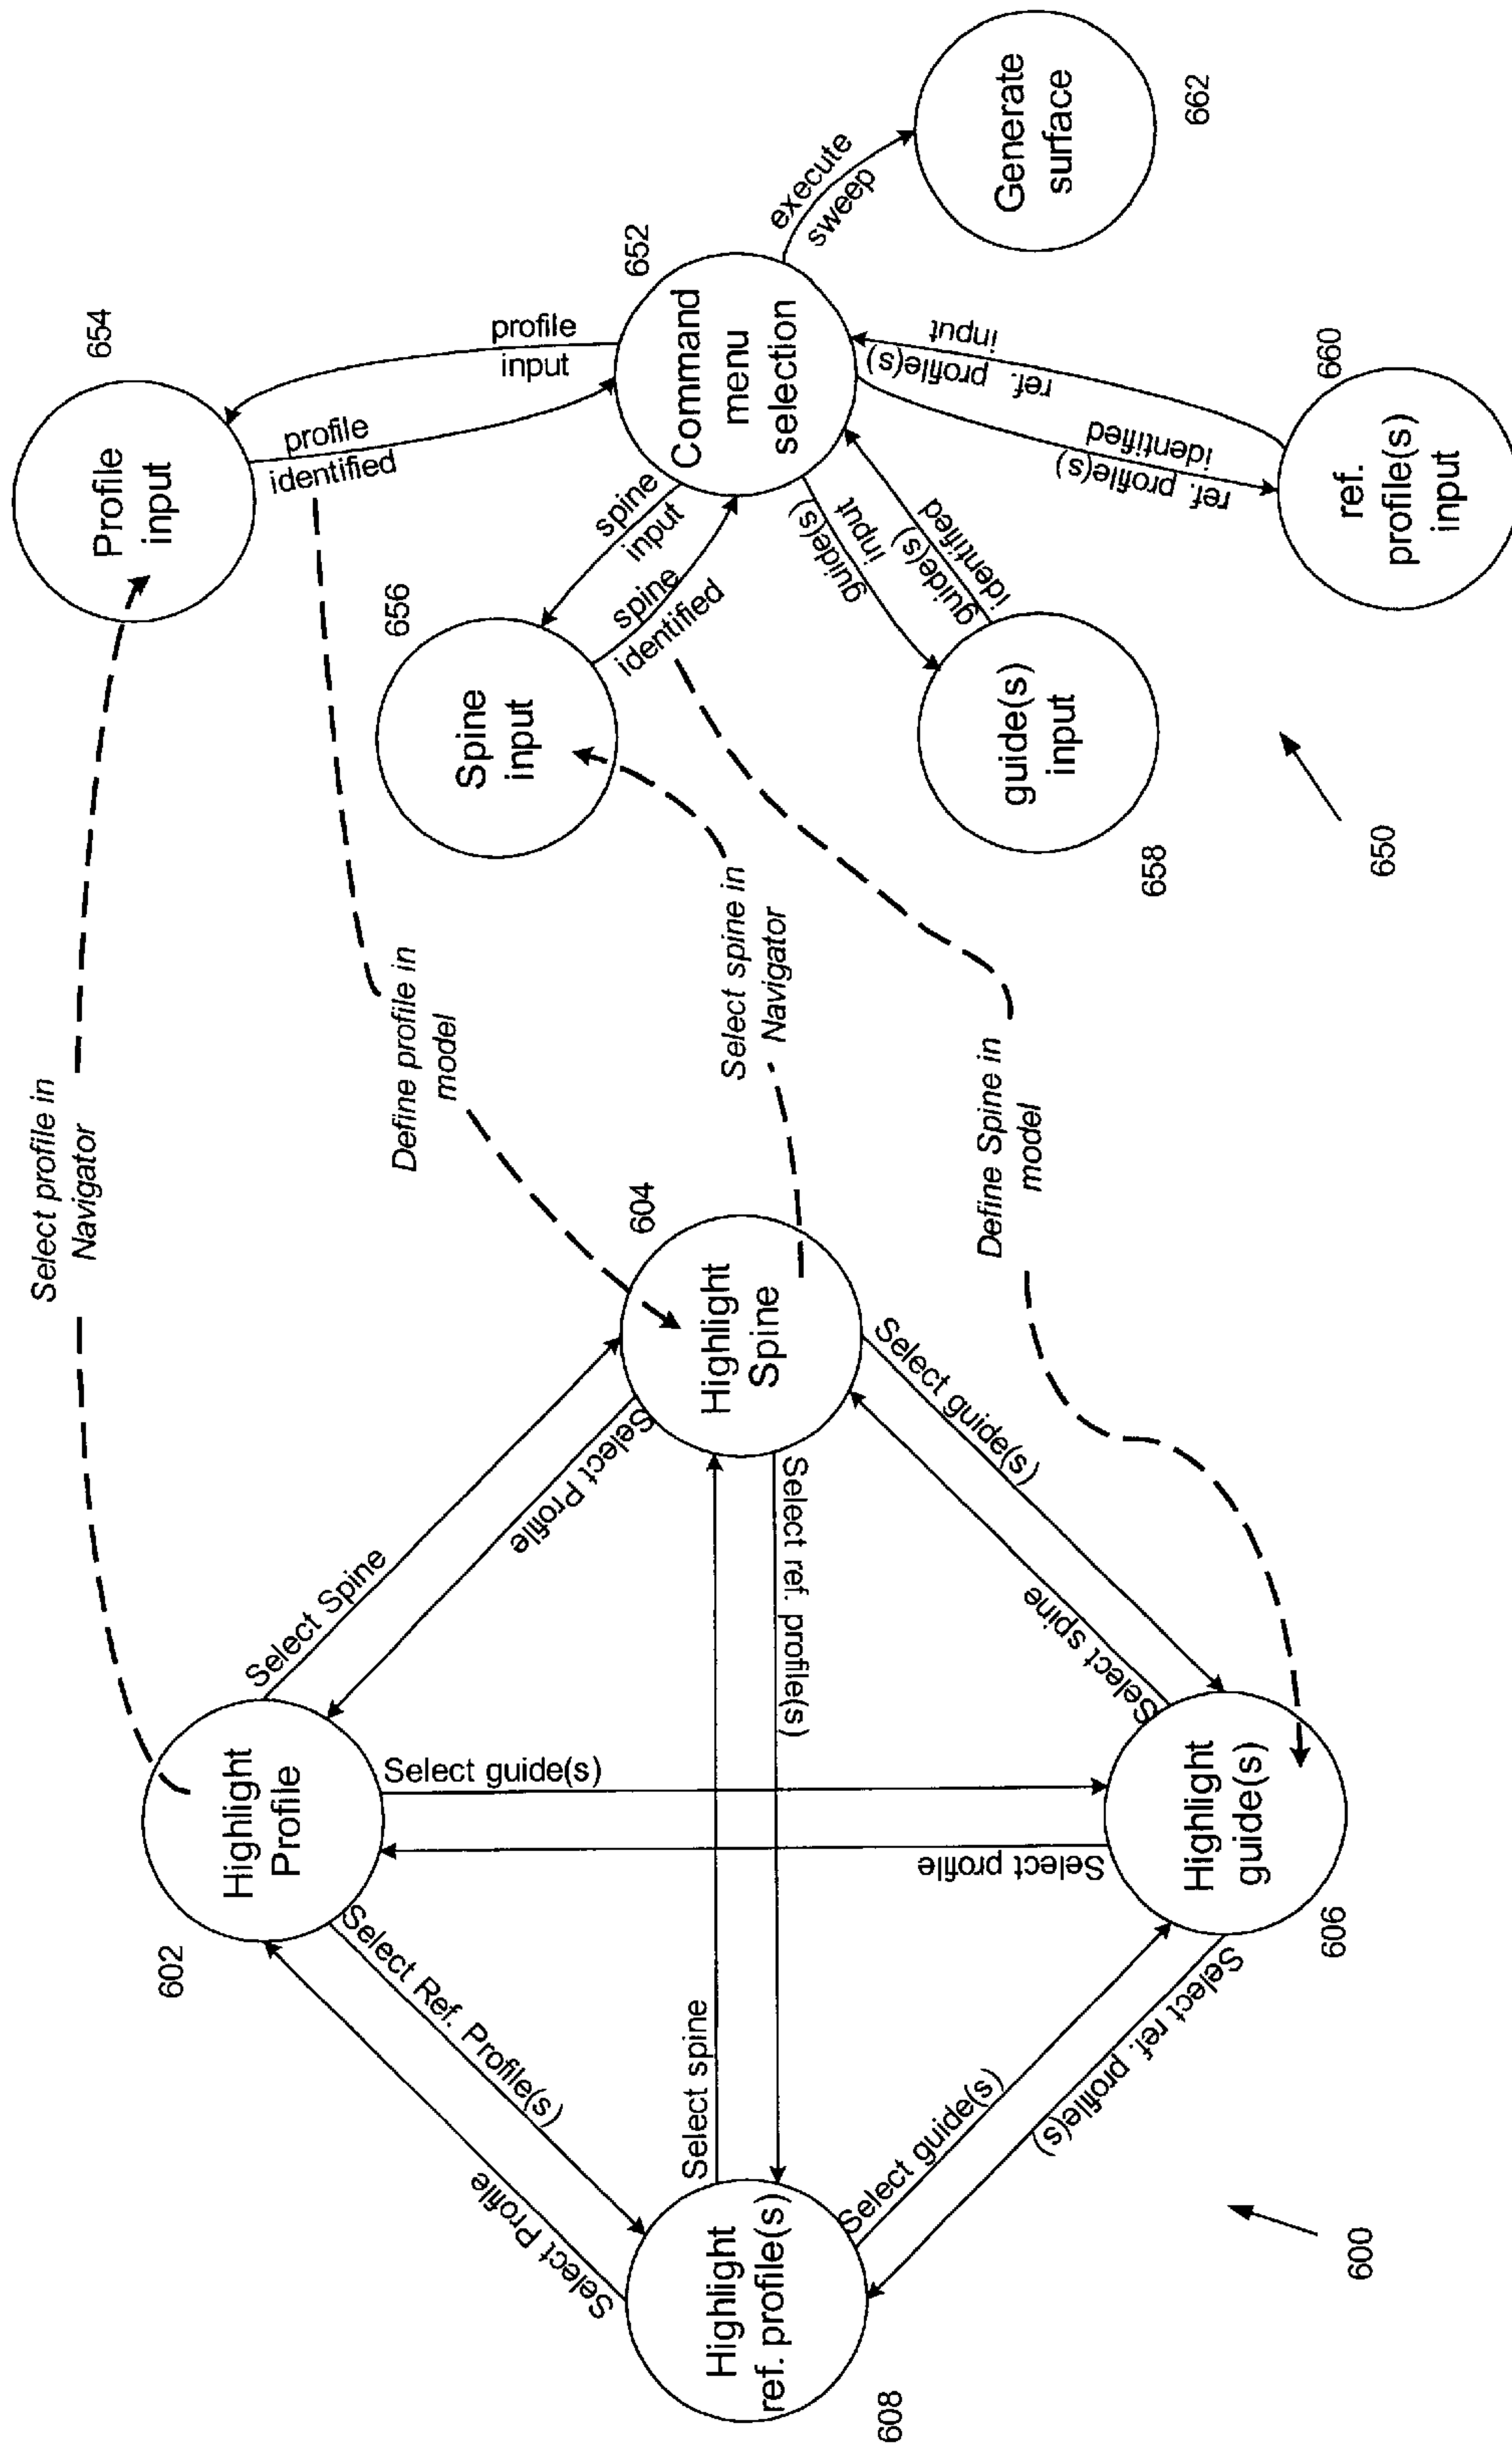 Select profile in
Navigator
Define profile in
model
Select spine in
Navigator
Define Spine in
model
602
Highlight
Profile
Select Spine
Select Profile
604
Highlight
Spine
Select guide(s)
Select profile
Select Ref. Profile(s)
Select Profile
Select spine
Select ref. profile(s)
Select guide(s)
Select spine
608
Highlight
ref. profile(s)
Select guide(s)
Select ref. profile(s)
606
Highlight
guide(s)
600
654
Profile
input
profile
input
profile
identified
656
Spine
input
spine
input
spine
identified
652
Command
menu
selection
execute
sweep
662
Generate
surface
guide(s)
input
guide(s)
identified
658
guide(s)
input
ref. profile(s)
input
ref. profile(s)
identified
660
ref.
profile(s)
input
650